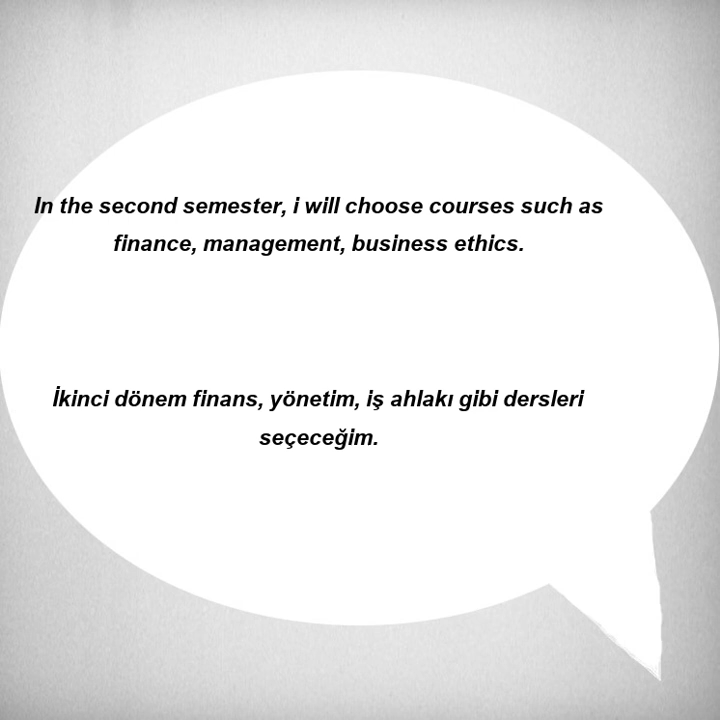 In the second semester, i will choose courses such as
finance, management, business ethics.
İkinci dönem finans, yönetim, iş ahlakı gibi dersleri
seçeceğim.